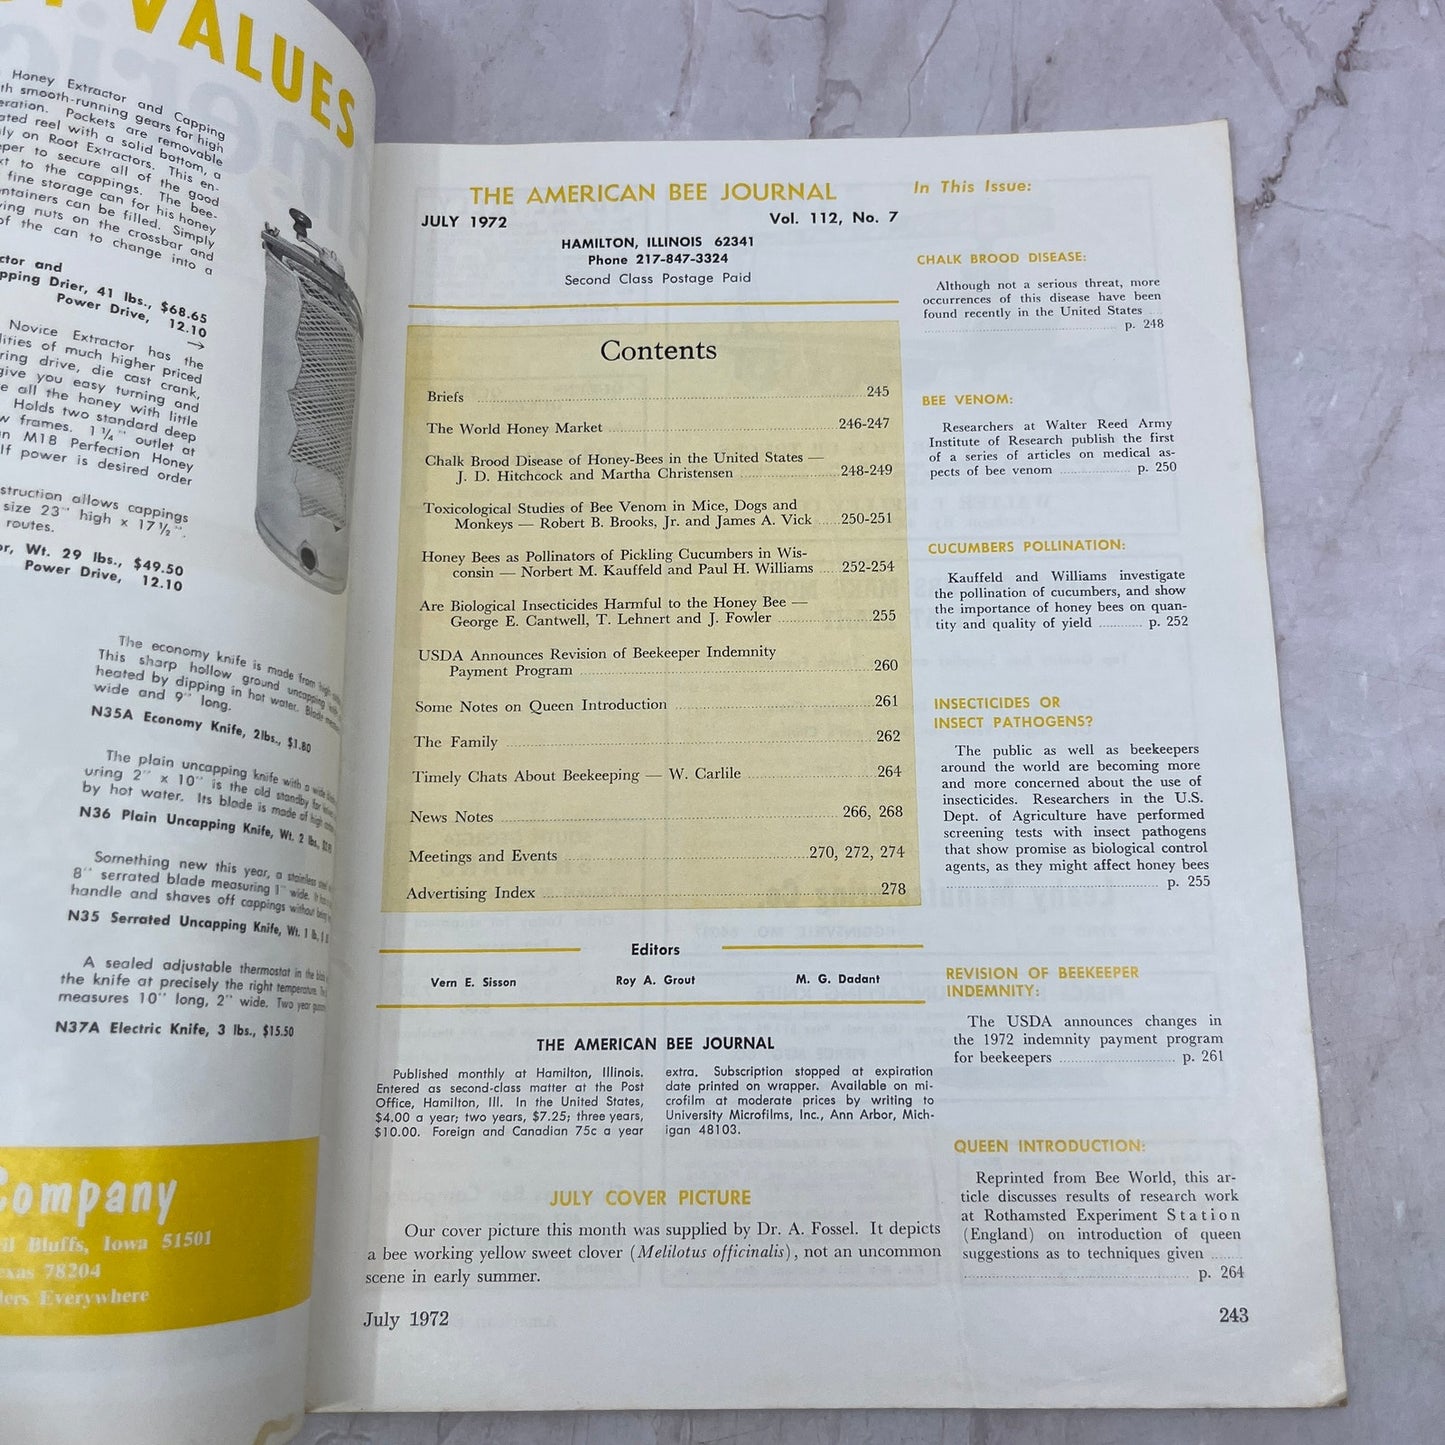 VALUES
Honey Extractor and Capping
smooth-running gears for high
Pockets are removable
reel with a solid bottom, a
on Root Extractors. This en-
to secure all of the good
to the cappings. The bee-
fine storage can for his honey
can be filled. Simply
nuts on the crossbar and
of the can to change into a
and
Drier, 41 lbs., $68.65
Power Drive, 12.10
Novice Extractor has the
of much higher priced
drive, die cast crank,
give you easy turning and
all the honey with little
Holds two standard deep
frames. 1¼" outlet at
M18 Perfection Honey
If power is desired order
allows cappings
size 23" high x 17½".
routes.
Wt. 29 lbs., $49.50
Power Drive, 12.10
The economy knife is made from high
This sharp hollow ground uncapping
heated by dipping in hot water. Blade
wide and 9" long.
N35A Economy Knife, 2lbs., $1.80
The plain uncapping knife with a wide
uring 2" x 10" is the old standby for
by hot water. Its blade is made of high
N36 Plain Uncapping Knife, Wt. 2 lbs.,
Something new this year, a stainless steel
8" serrated blade measuring 1" wide.
handle and shaves off cappings without
N35 Serrated Uncapping Knife, Wt. 1 lb.,
A sealed adjustable thermostat in the
the knife at precisely the right temperature.
measures 10" long, 2" wide. Two year
N37A Electric Knife, 3 lbs., $15.50
Company
Bluffs, Iowa 51501
78204
Everywhere
THE AMERICAN BEE JOURNAL
JULY 1972 Vol. 112, No. 7
HAMILTON, ILLINOIS 62341
Phone 217-847-3324
Second Class Postage Paid
Contents
Briefs 245
The World Honey Market 246-247
Chalk Brood Disease of Honey-Bees in the United States —
J. D. Hitchcock and Martha Christensen 248-249
Toxicological Studies of Bee Venom in Mice, Dogs and
Monkeys — Robert B. Brooks, Jr. and James A. Vick 250-251
Honey Bees as Pollinators of Pickling Cucumbers in Wis-
consin — Norbert M. Kauffeld and Paul H. Williams 252-254
Are Biological Insecticides Harmful to the Honey Bee —
George E. Cantwell, T. Lehnert and J. Fowler 255
USDA Announces Revision of Beekeeper Indemnity
Payment Program 260
Some Notes on Queen Introduction 261
The Family 262
Timely Chats About Beekeeping — W. Carlile 264
News Notes 266, 268
Meetings and Events 270, 272, 274
Advertising Index 278
Editors
Vern E. Sisson Roy A. Grout M. G. Dadant
THE AMERICAN BEE JOURNAL
Published monthly at Hamilton, Illinois.
Entered as second-class matter at the Post
Office, Hamilton, Ill. In the United States,
$4.00 a year; two years, $7.25; three years,
$10.00. Foreign and Canadian 75c a year
extra. Subscription stopped at expiration
date printed on wrapper. Available on mi-
crofilm at moderate prices by writing to
University Microfilms, Inc., Ann Arbor, Mich-
igan 48103.
JULY COVER PICTURE
Our cover picture this month was supplied by Dr. A. Fossel. It depicts
a bee working yellow sweet clover (Melilotus officinalis), not an uncommon
scene in early summer.
In This Issue:
CHALK BROOD DISEASE:
Although not a serious threat, more
occurrences of this disease have been
found recently in the United States
p. 248
BEE VENOM:
Researchers at Walter Reed Army
Institute of Research publish the first
of a series of articles on medical as-
pects of bee venom p. 250
CUCUMBERS POLLINATION:
Kauffeld and Williams investigate
the pollination of cucumbers, and show
the importance of honey bees on quan-
tity and quality of yield p. 252
INSECTICIDES OR
INSECT PATHOGENS?
The public as well as beekeepers
around the world are becoming more
and more concerned about the use of
insecticides. Researchers in the U.S.
Dept. of Agriculture have performed
screening tests with insect pathogens
that show promise as biological control
agents, as they might affect honey bees
p. 255
REVISION OF BEEKEEPER
INDEMNITY:
The USDA announces changes in
the 1972 indemnity payment program
for beekeepers p. 261
QUEEN INTRODUCTION:
Reprinted from Bee World, this ar-
ticle discusses results of research work
at Rothamsted Experiment Station
(England) on introduction of queen
suggestions as to techniques given
p. 264
July 1972 243